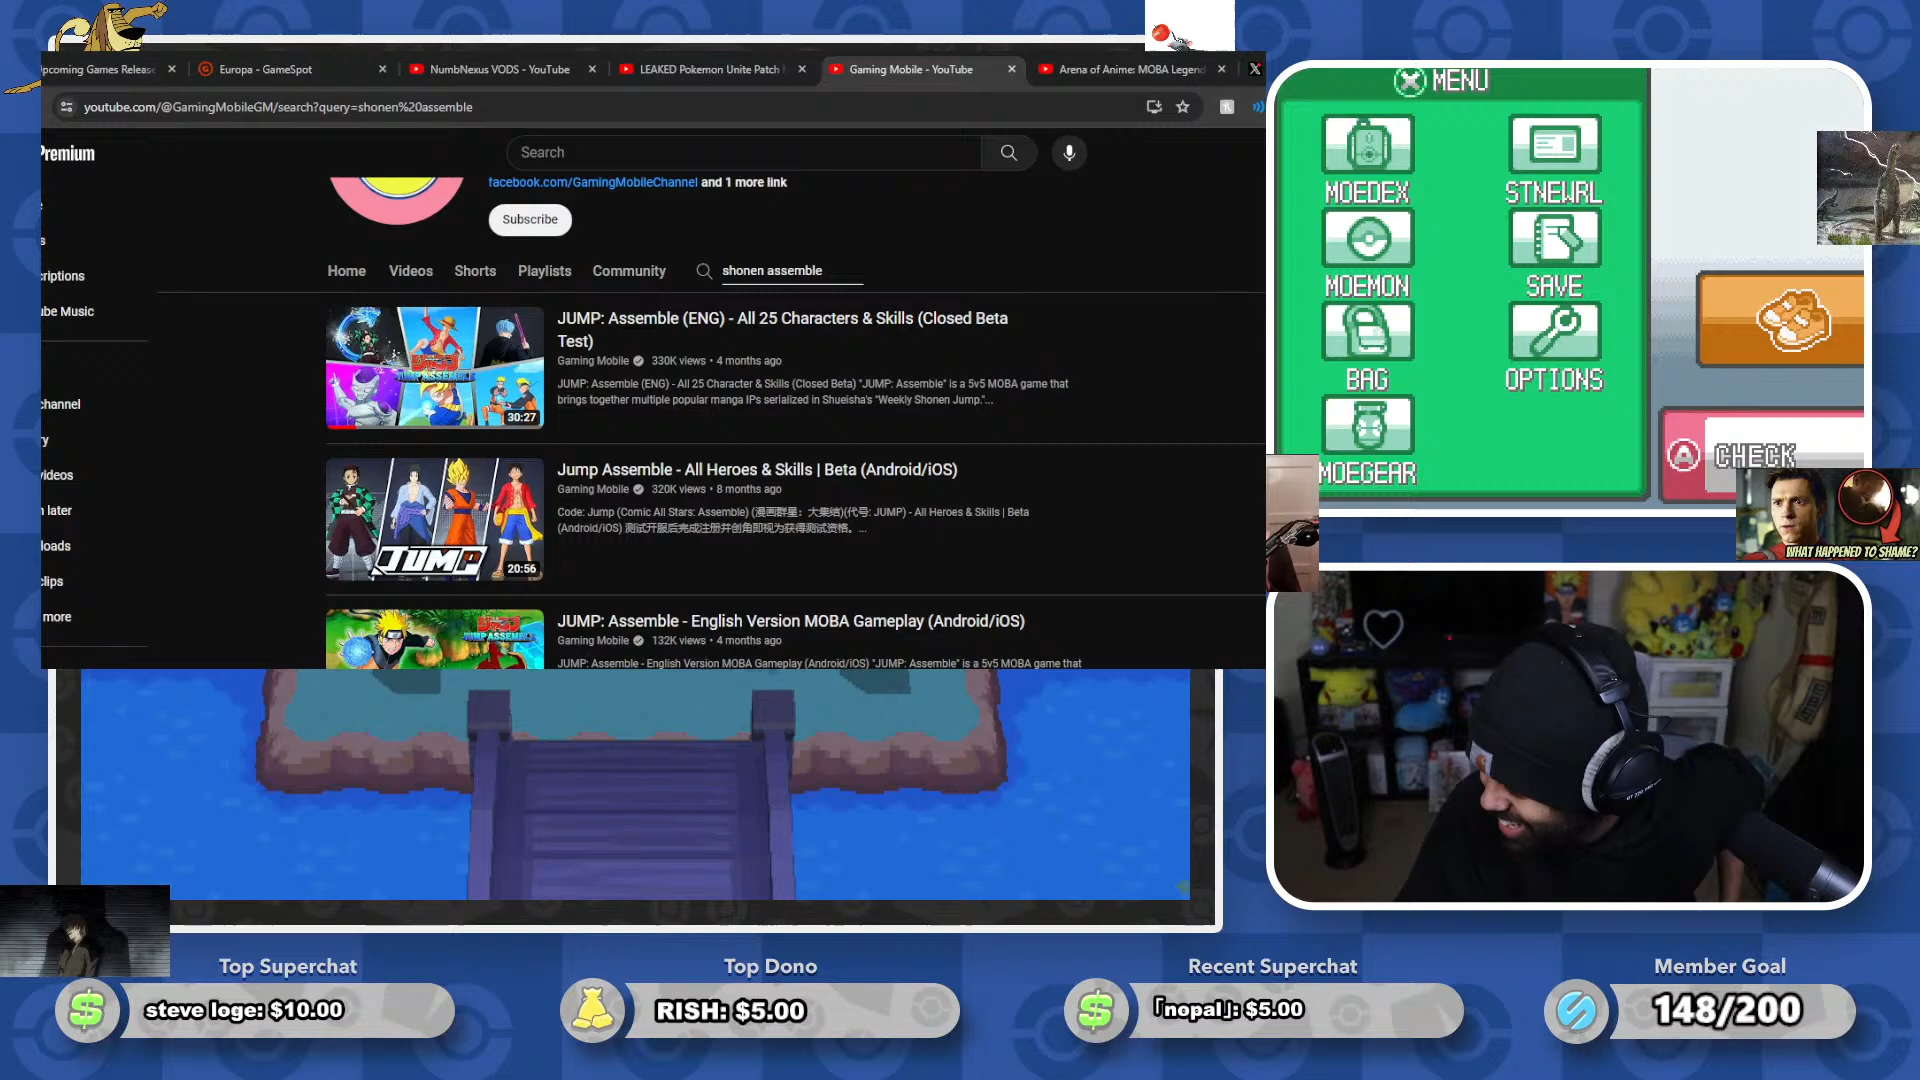 pcoming Games Release
Europa - GameSpot
NumbNexus VODS - YouTube
LEAKED Pokemon Unite Patch
Gaming Mobile - YouTube
Arena of Anime: MOBA Legend
youtube.com/@GamingMobileGM/search?query=shonen%20assemble
Premium
Search
facebook.com/GamingMobileChannel and 1 more link
Subscribe
Home
Videos
Shorts
Playlists
Community
shonen assemble
e
s
criptions
ube Music
channel
ry
videos
n later
loads
clips
more
JUMP: Assemble (ENG) - All 25 Characters & Skills (Closed Beta
Test)
Gaming Mobile 330K views • 4 months ago
JUMP: Assemble (ENG) - All 25 Character & Skills (Closed Beta) "JUMP: Assemble" is a 5v5 MOBA game that
brings together multiple popular manga IPs serialized in Shueisha's "Weekly Shonen Jump."...
30:27
Jump Assemble - All Heroes & Skills | Beta (Android/iOS)
Gaming Mobile 320K views • 8 months ago
Code: Jump (Comic All Stars: Assemble) (漫画群星：大集结)(代号: JUMP) - All Heroes & Skills | Beta
(Android/iOS) 测试开服后完成注册并创角即视为获得测试资格。...
JUMP
20:56
JUMP: Assemble - English Version MOBA Gameplay (Android/iOS)
Gaming Mobile 132K views • 4 months ago
JUMP: Assemble - English Version MOBA Gameplay (Android/iOS) "JUMP: Assemble" is a 5v5 MOBA game that
MENU
MOEDEX
STNEWRL
MOEMON
SAVE
BAG
OPTIONS
MOEGEAR
CHECK
WHAT HAPPENED TO SHAME?
Top Superchat
steve loge: $10.00
Top Dono
RISH: $5.00
Recent Superchat
「nopal」: $5.00
Member Goal
148/200